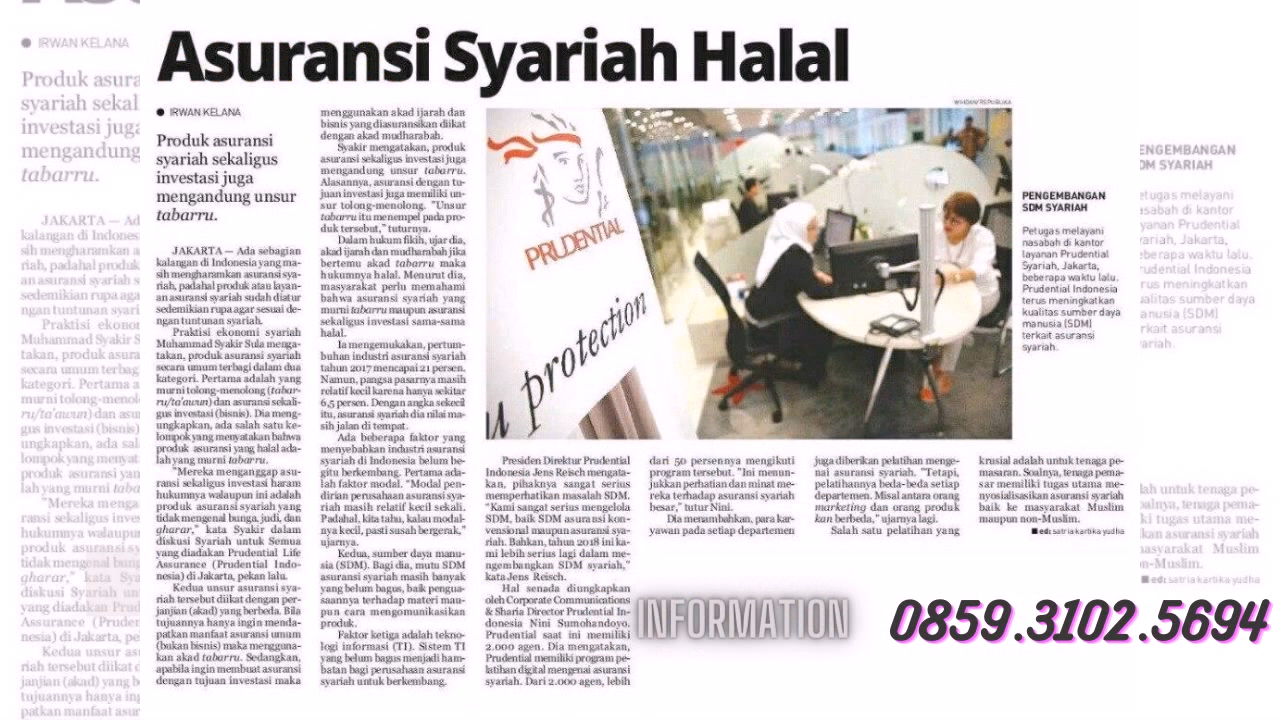 Asuransi Syariah Halal
● IRWAN KELANA
Produk asuransi
syariah sekaligus
investasi juga
mengandung unsur
tabarru.
JAKARTA — Ada sebagian
kalangan di Indonesia yang ma-
sih mengharamkan asuransi sya-
riah, padahal produk atau layan-
an asuransi syariah sudah diatur
sedemikian rupa agar sesuai de-
ngan tuntunan syariah.
Praktisi ekonomi syariah
Muhammad Syakir Sula menga-
takan, produk asuransi syariah
secara umum terbagi dalam dua
kategori. Pertama adalah yang
murni tolong-menolong (tabar-
ru/ta'awun) dan asuransi sekali-
gus investasi (bisnis). Dia meng-
ungkapkan, ada salah satu ke-
lompok yang menyatakan bahwa
produk asuransi yang halal ada-
lah yang murni tabarru.
"Mereka menganggap asu-
ransi sekaligus investasi haram
hukumnya walaupun ini adalah
produk asuransi syariah yang
tidak mengenal bunga, judi, dan
gharar," kata Syakir dalam
diskusi Syariah untuk Semua
yang diadakan Prudential Life
Assurance (Prudential Indo-
nesia) di Jakarta, pekan lalu.
Kedua unsur asuransi sya-
riah tersebut diikat dengan per-
janjian (akad) yang berbeda. Bila
tujuannya hanya ingin menda-
patkan manfaat asuransi umum
(bukan bisnis) maka mengguna-
kan akad tabarru. Sedangkan,
apabila ingin membuat asuransi
dengan tujuan investasi maka
menggunakan akad ijarah dan
bisnis yang diasuransikan diikat
dengan akad mudharabah.
Syakir mengatakan, produk
asuransi sekaligus investasi juga
mengandung unsur tabarru.
Alasannya, asuransi dengan tu-
juan investasi juga memiliki un-
sur tolong-menolong. "Unsur
tabarru itu menempel pada pro-
duk tersebut," tuturnya.
Dalam hukum fikih, ujar dia,
akad ijarah dan mudharabah jika
bertemu akad tabarru maka
hukumnya halal. Menurut dia,
masyarakat perlu memahami
bahwa asuransi syariah yang
murni tabarru maupun asuransi
sekaligus investasi sama-sama
halal.
Ia mengemukakan, pertum-
buhan industri asuransi syariah
tahun 2017 mencapai 21 persen.
Namun, pangsa pasarnya masih
relatif kecil karena hanya sekitar
6,5 persen. Dengan angka sekecil
itu, asuransi syariah dia nilai ma-
sih jalan di tempat.
Ada beberapa faktor yang
menyebabkan industri asuransi
syariah di Indonesia belum be-
gitu berkembang. Pertama ada-
lah faktor modal. "Modal pen-
dirian perusahaan asuransi sya-
riah masih relatif kecil sekali.
Padahal, kita tahu, kalau modal-
nya kecil, pasti susah bergerak,"
ujarnya.
Kedua, sumber daya manu-
sia (SDM). Bagi dia, mutu SDM
asuransi syariah masih banyak
yang belum bagus, baik pengua-
saannya terhadap materi mau-
pun cara mengomunikasikan
produk.
Faktor ketiga adalah tekno-
logi informasi (TI). Sistem TI
yang belum bagus menjadi ham-
batan bagi perusahaan asuransi
syariah untuk berkembang.
WIHDAN/REPUBLIKA
PRUDENTIAL
u protection
PENGEMBANGAN
SDM SYARIAH
Petugas melayani
nasabah di kantor
layanan Prudential
Syariah, Jakarta,
beberapa waktu lalu.
Prudential Indonesia
terus meningkatkan
kualitas sumber daya
manusia (SDM)
terkait asuransi
syariah.
Presiden Direktur Prudential
Indonesia Jens Reisch mengata-
kan, pihaknya sangat serius
memperhatikan masalah SDM.
"Kami sangat serius mengelola
SDM, baik SDM asuransi kon-
vensional maupun asuransi sya-
riah. Bahkan, tahun 2018 ini ka-
mi lebih serius lagi dalam me-
ngembangkan SDM syariah,"
kata Jens Reisch.
Hal senada diungkapkan
oleh Corporate Communications
& Sharia Director Prudential In-
donesia Nini Sumohandoyo.
Prudential saat ini memiliki
2.000 agen. Dia mengatakan,
Prudential memiliki program pe-
latihan digital mengenai asuransi
syariah. Dari 2.000 agen, lebih
dari 50 persennya mengikuti
program tersebut. "Ini menun-
jukkan perhatian dan minat me-
reka terhadap asuransi syariah
besar," tutur Nini.
Dia menambahkan, para kar-
yawan pada setiap departemen
juga diberikan pelatihan menge-
nai asuransi syariah. "Tetapi,
pelatihannya beda-beda setiap
departemen. Misal antara orang
marketing dan orang produk
kan berbeda," ujarnya lagi.
Salah satu pelatihan yang
krusial adalah untuk tenaga pe-
masaran. Soalnya, tenaga pema-
sar memiliki tugas utama me-
nyosialisasikan asuransi syariah
baik ke masyarakat Muslim
maupun non-Muslim.
■ ed: satria kartika yudha
INFORMATION
0859.3102.5694